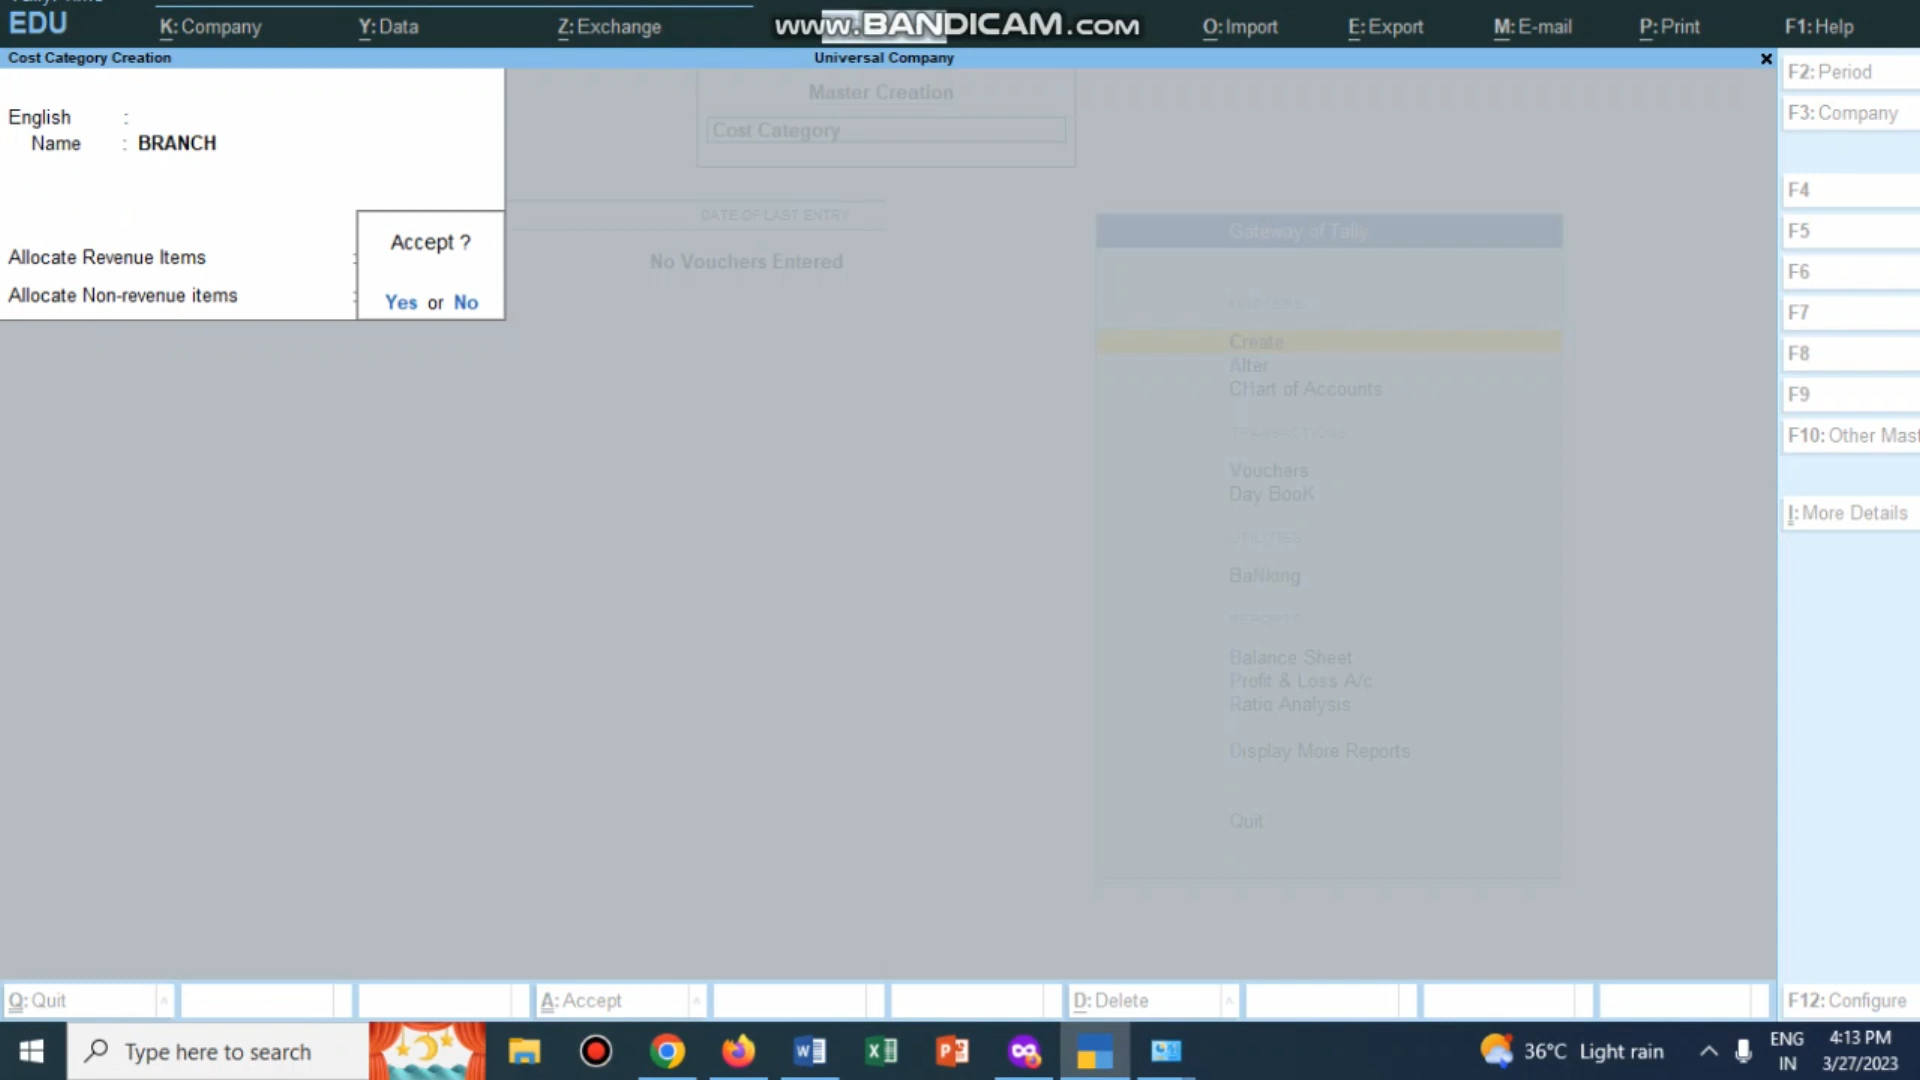 EDU
K: Company
Y: Data
Z: Exchange
www.BANDICAM.com
O: Import
E: Export
M: E-mail
P: Print
F1: Help
Cost Category Creation
Universal Company
F2: Period
F3: Company
F4
F5
F6
F7
F8
F9
F10: Other Mast
I: More Details
F12: Configure
English :
Name : BRANCH
Allocate Revenue Items :
Allocate Non-revenue items :
Accept ?
Yes or No
Master Creation
Cost Category
DATE OF LAST ENTRY
No Vouchers Entered
Gateway of Tally
MASTERS
Create
Alter
CHart of Accounts
TRANSACTIONS
Vouchers
Day BooK
UTILITIES
BaNking
REPORTS
Balance Sheet
Profit & Loss A/c
Ratio Analysis
Display More Reports
Quit
Q: Quit
A: Accept
D: Delete
Type here to search
36°C Light rain
ENG
IN
4:13 PM
3/27/2023